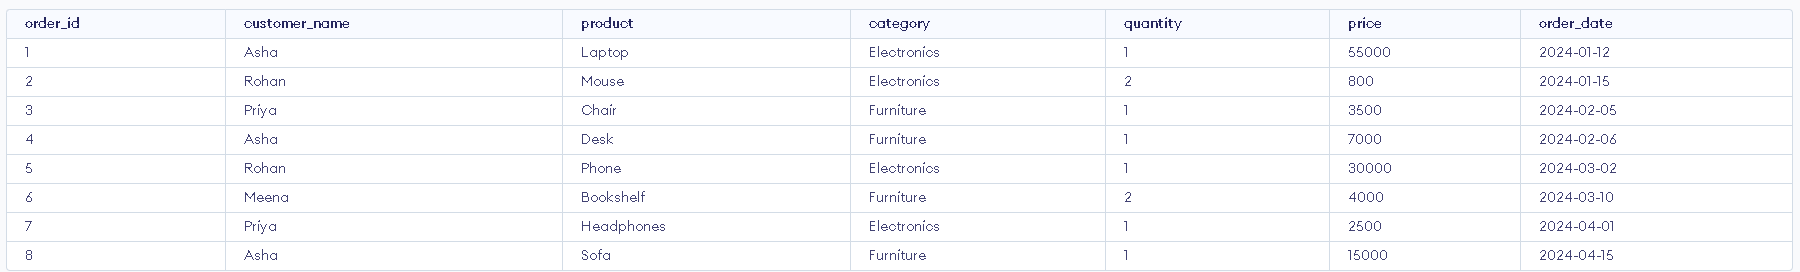 order_id customer_name product category quantity price order_date
1 Asha Laptop Electronics 1 55000 2024-01-12
2 Rohan Mouse Electronics 2 800 2024-01-15
3 Priya Chair Furniture 1 3500 2024-02-05
4 Asha Desk Furniture 1 7000 2024-02-06
5 Rohan Phone Electronics 1 30000 2024-03-02
6 Meena Bookshelf Furniture 2 4000 2024-03-10
7 Priya Headphones Electronics 1 2500 2024-04-01
8 Asha Sofa Furniture 1 15000 2024-04-15